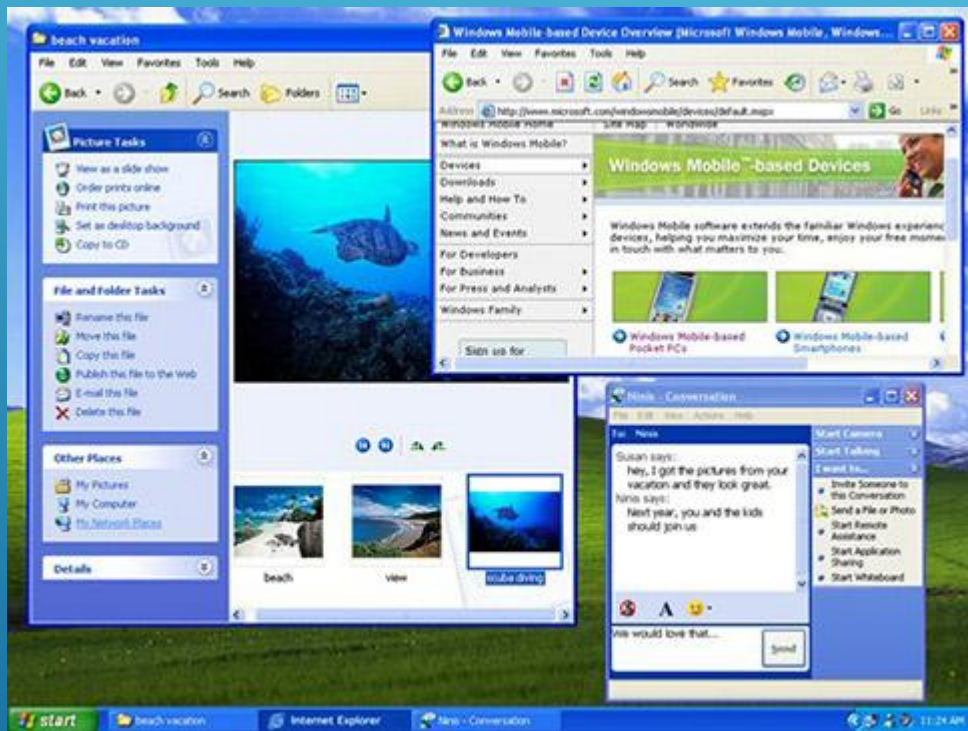 beach vacation
File Edit View Favorites Tools Help
Back Search Folders
Picture Tasks
View as a slide show
Order prints online
Print this picture
Set as desktop background
Copy to CD
File and Folder Tasks
Rename this file
Move this file
Copy this file
Publish this file to the Web
E-mail this file
Delete this file
Other Places
My Pictures
My Computer
My Network Places
Details
beach view scuba diving
Windows Mobile-based Device Overview (Microsoft Windows Mobile, Windows...
File Edit View Favorites Tools Help
Back Search Favorites
Address http://www.microsoft.com/windowsmobile/devices/default.mspx Go Links
Windows Mobile Home Site Map Worldwide
What is Windows Mobile?
Devices
Downloads
Help and How To
Communities
News and Events
For Developers
For Business
For Press and Analysts
Windows Family
Sign up for
Windows Mobile™-based Devices
Windows Mobile software extends the familiar Windows experienc
devices, helping you maximize your time, enjoy your free mome
in touch with what matters to you.
Windows Mobile-based
Pocket PCs
Windows Mobile-based
Smartphones
Ninis - Conversation
File Edit View Actions Help
To: Ninis
Susan says:
hey, I got the pictures from your
vacation and they look great.
Ninis says:
Next year, you and the kids
should join us
We would love that...
Send
Start Camera
Start Talking
I want to...
Invite Someone to
this Conversation
Send a File or Photo
Start Remote
Assistance
Start Application
Sharing
Start Whiteboard
start beach vacation Internet Explorer Ninis - Conversation 11:24 AM